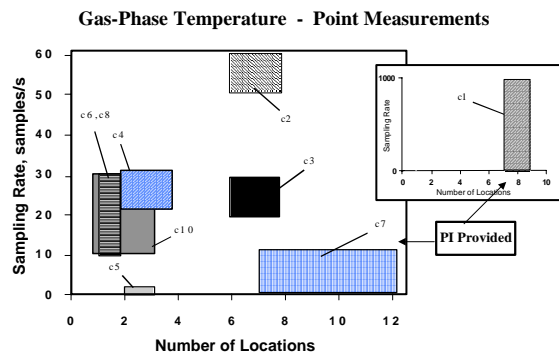 Gas-Phase Temperature - Point Measurements
Sampling Rate, samples/s
60
50
40
30
20
10
0
0 2 4 6 8 10 12
Number of Locations
c6,c8
c4
c2
c3
c10
c5
c7
1000
0
Sampling Rate
c1
0 2 4 6 8 10
Number of Locations
PI Provided